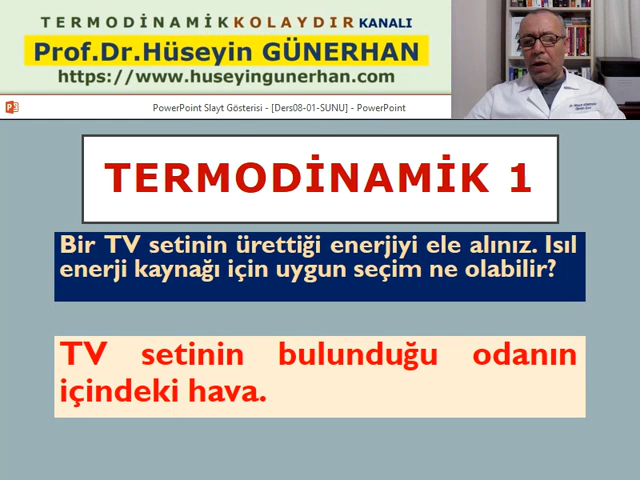 TERMODİNAMİKKOLAYDIR KANALI
Prof.Dr.Hüseyin GÜNERHAN
https://www.huseyingunerhan.com
PowerPoint Slayt Gösterisi - [Ders08-01-SUNU] - PowerPoint
TERMODİNAMİK 1
Bir TV setinin ürettiği enerjiyi ele alınız. Isıl
enerji kaynağı için uygun seçim ne olabilir?
TV setinin bulunduğu odanın
içindeki hava.